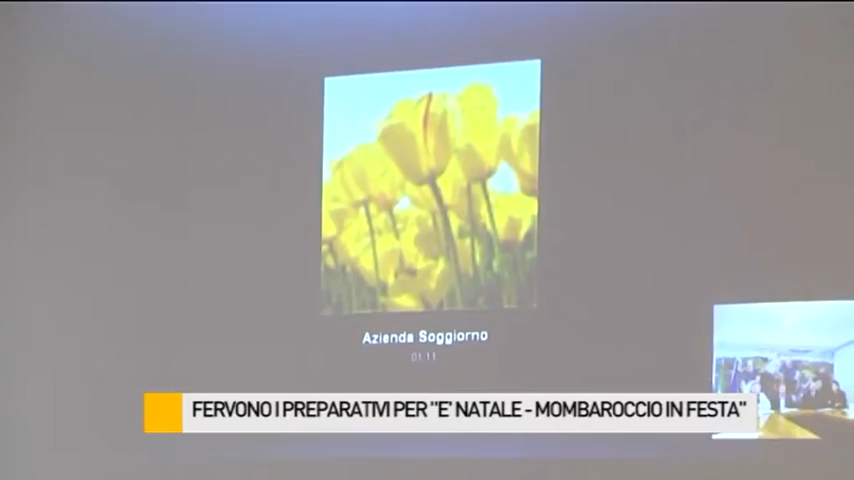 Azienda Soggiorno
01:11
FERVONO I PREPARATIVI PER "E' NATALE - MOMBAROCCIO IN FESTA"